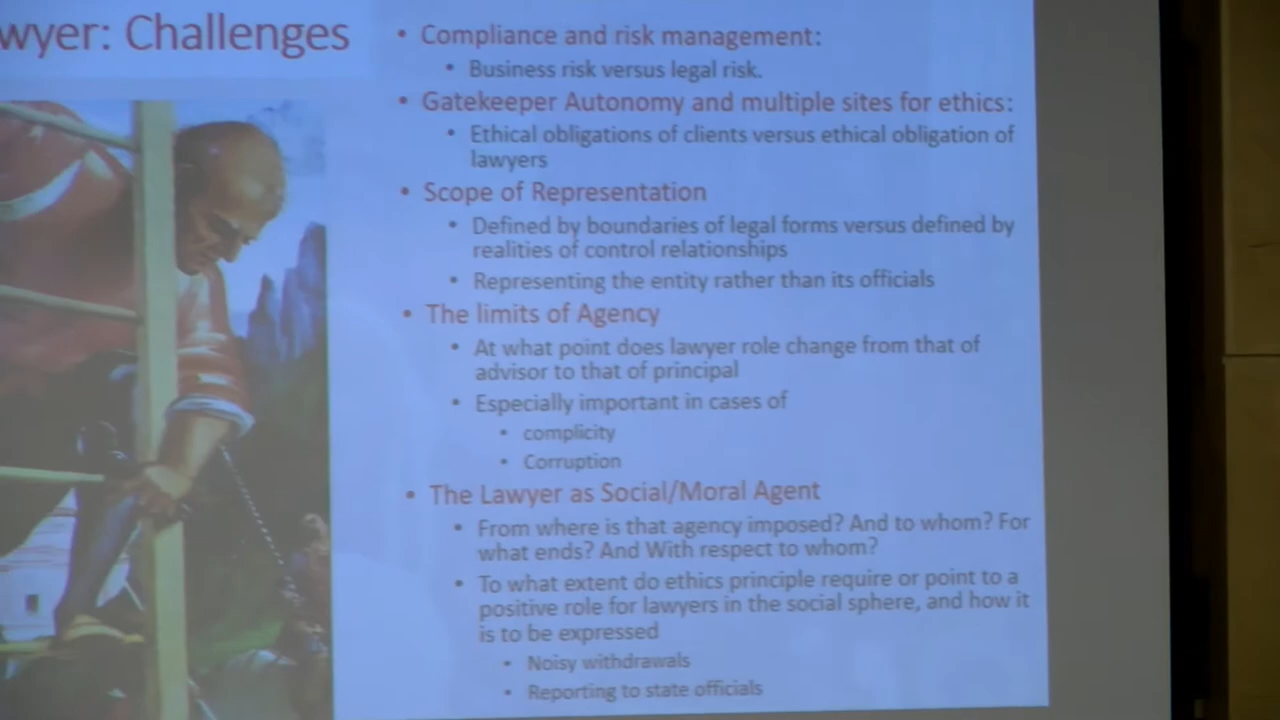 wyer: Challenges
• Compliance and risk management:
• Business risk versus legal risk.
• Gatekeeper Autonomy and multiple sites for ethics:
• Ethical obligations of clients versus ethical obligation of
lawyers
• Scope of Representation
• Defined by boundaries of legal forms versus defined by
realities of control relationships
• Representing the entity rather than its officials
• The limits of Agency
• At what point does lawyer role change from that of
advisor to that of principal
• Especially important in cases of
• complicity
• Corruption
• The Lawyer as Social/Moral Agent
• From where is that agency imposed? And to whom? For
what ends? And With respect to whom?
• To what extent do ethics principle require or point to a
positive role for lawyers in the social sphere, and how it
is to be expressed
• Noisy withdrawals
• Reporting to state officials